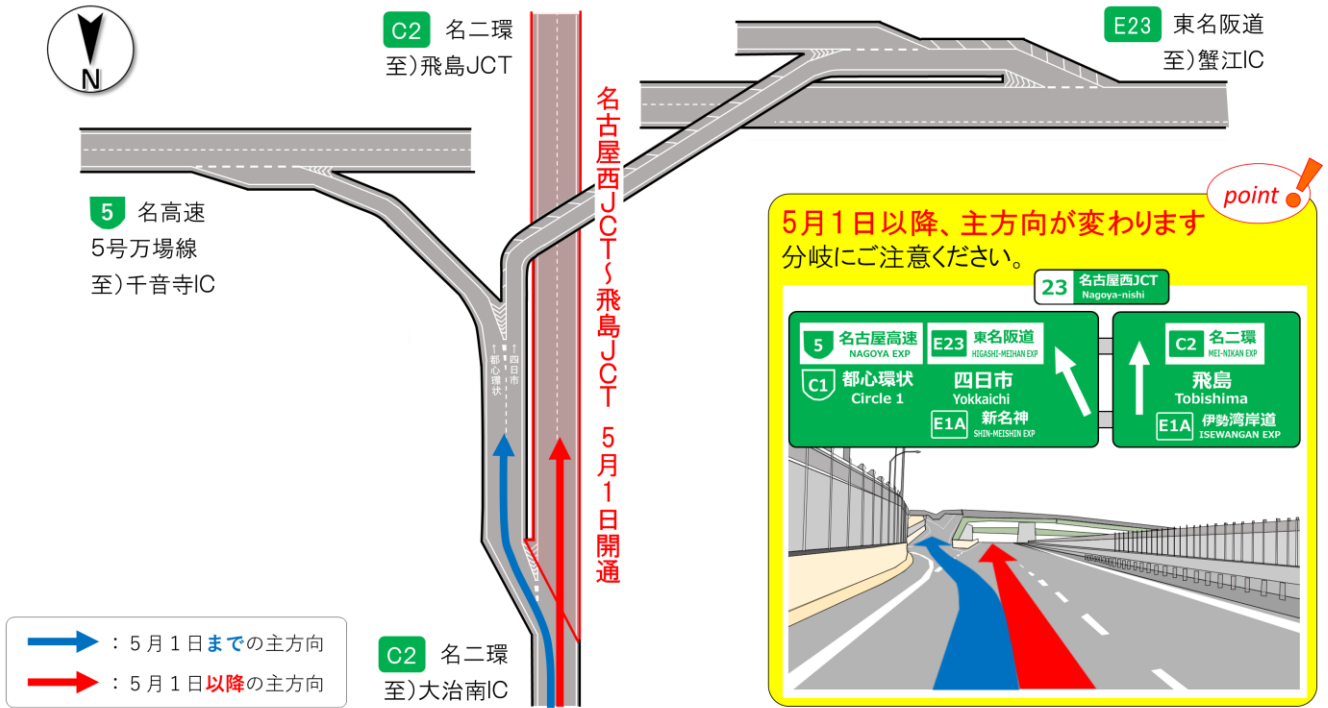 N
C2 名二環
至)飛島JCT
E23 東名阪道
至)蟹江IC
5 名高速
5号万場線
至)千音寺IC
名古屋西JCT~飛島JCT 5月1日開通
←都心環状
←四日市
C2 名二環
至)大治南IC
:5月1日までの主方向
:5月1日以降の主方向
point!
5月1日以降、主方向が変わります
分岐にご注意ください。
23 名古屋西JCT
Nagoya-nishi
5 名古屋高速
NAGOYA EXP
C1 都心環状
Circle 1
E23 東名阪道
HIGASHI-MEIHAN EXP
四日市
Yokkaichi
E1A 新名神
SHIN-MEISHIN EXP
C2 名二環
MEI-NIKAN EXP
飛島
Tobishima
E1A 伊勢湾岸道
ISEWANGAN EXP